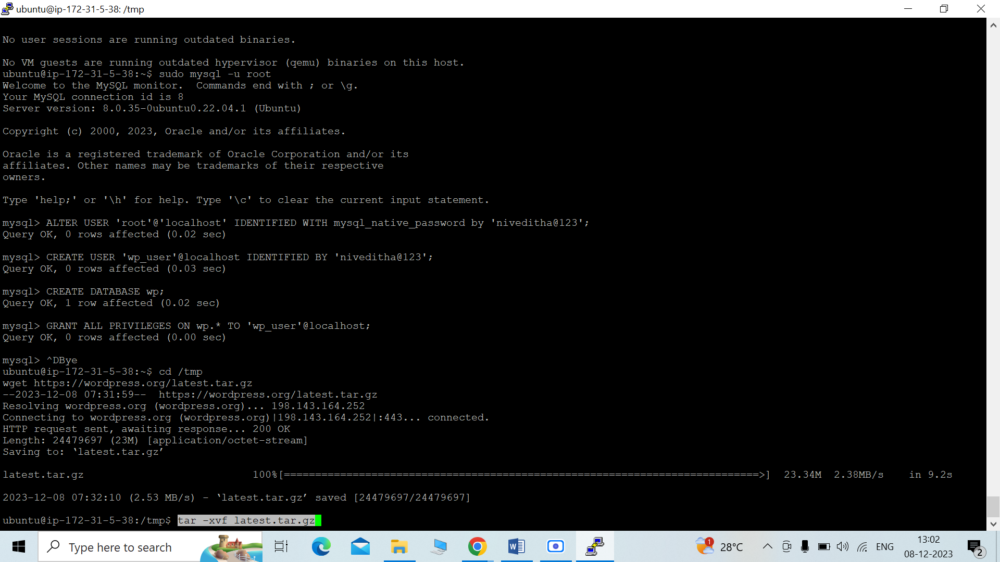 ubuntu@ip-172-31-5-38: /tmp
No user sessions are running outdated binaries.
No VM guests are running outdated hypervisor (qemu) binaries on this host.
ubuntu@ip-172-31-5-38:~$ sudo mysql -u root
Welcome to the MySQL monitor.  Commands end with ; or \g.
Your MySQL connection id is 8
Server version: 8.0.35-0ubuntu0.22.04.1 (Ubuntu)
Copyright (c) 2000, 2023, Oracle and/or its affiliates.
Oracle is a registered trademark of Oracle Corporation and/or its
affiliates. Other names may be trademarks of their respective
owners.
Type 'help;' or '\h' for help. Type '\c' to clear the current input statement.
mysql> ALTER USER 'root'@'localhost' IDENTIFIED WITH mysql_native_password by 'niveditha@123';
Query OK, 0 rows affected (0.02 sec)
mysql> CREATE USER 'wp_user'@localhost IDENTIFIED BY 'niveditha@123';
Query OK, 0 rows affected (0.03 sec)
mysql> CREATE DATABASE wp;
Query OK, 1 row affected (0.02 sec)
mysql> GRANT ALL PRIVILEGES ON wp.* TO 'wp_user'@localhost;
Query OK, 0 rows affected (0.00 sec)
mysql> ^DBye
ubuntu@ip-172-31-5-38:~$ cd /tmp
wget https://wordpress.org/latest.tar.gz
--2023-12-08 07:31:59--  https://wordpress.org/latest.tar.gz
Resolving wordpress.org (wordpress.org)... 198.143.164.252
Connecting to wordpress.org (wordpress.org)|198.143.164.252|:443... connected.
HTTP request sent, awaiting response... 200 OK
Length: 24479697 (23M) [application/octet-stream]
Saving to: ‘latest.tar.gz’
latest.tar.gz 100%[============================================================================>] 23.34M 2.38MB/s in 9.2s
2023-12-08 07:32:10 (2.53 MB/s) - ‘latest.tar.gz’ saved [24479697/24479697]
ubuntu@ip-172-31-5-38:/tmp$ tar -xvf latest.tar.gz
Type here to search
1
28°C
ENG
13:02
08-12-2023
2